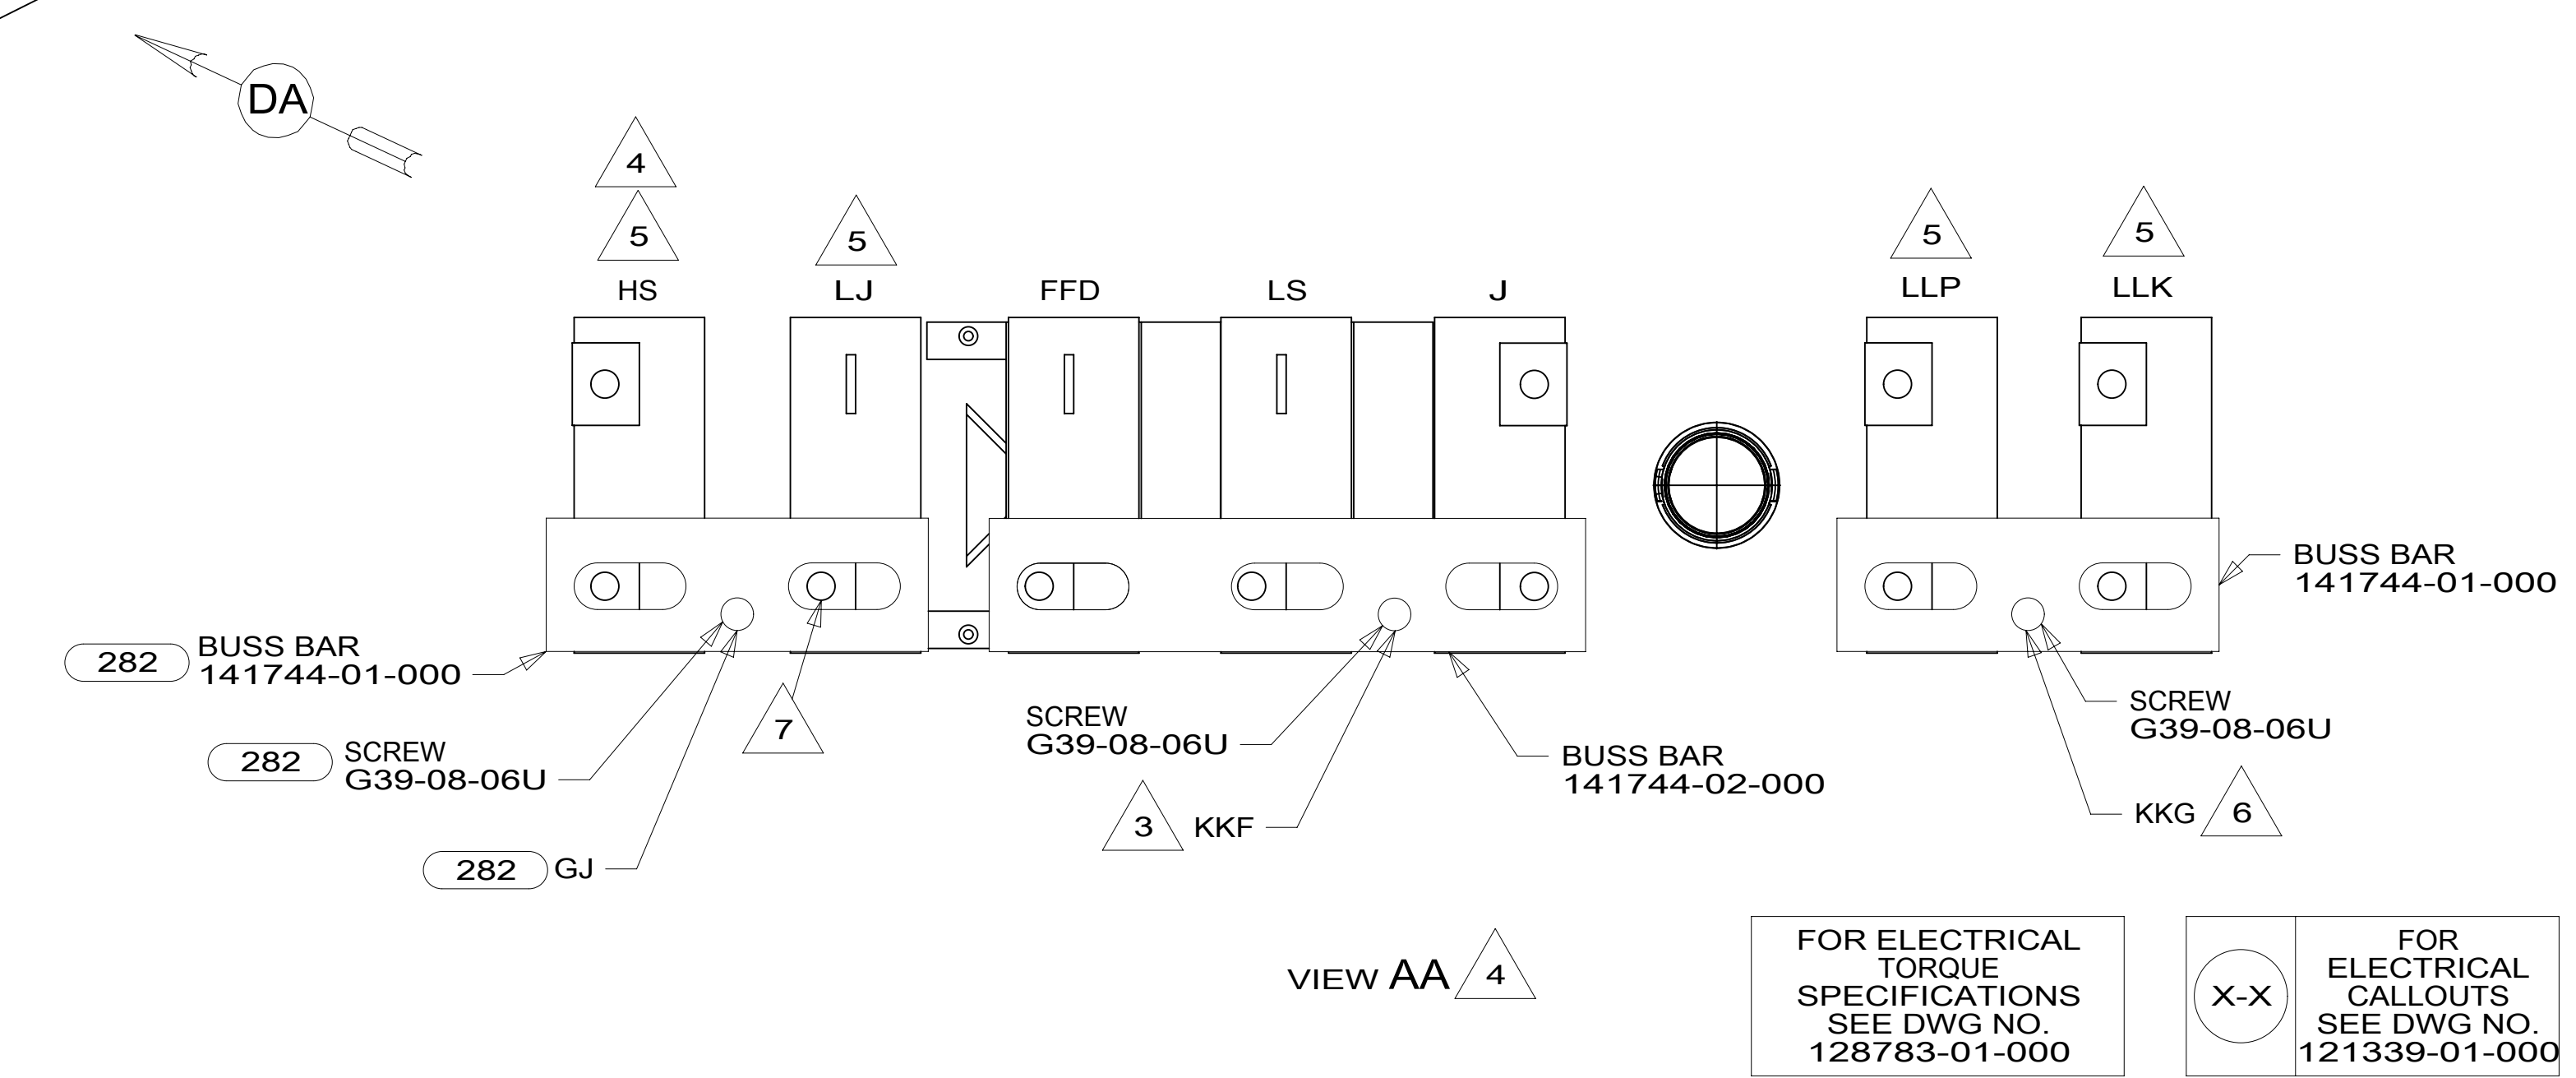 DA
4
5
5
5
5
HS
LJ
FFD
LS
J
LLP
LLK
282
BUSS BAR
141744-01-000
282
SCREW
G39-08-06U
282
GJ
7
SCREW
G39-08-06U
3
KKF
BUSS BAR
141744-02-000
BUSS BAR
141744-01-000
SCREW
G39-08-06U
KKG
6
VIEW AA
4
FOR ELECTRICAL
TORQUE
SPECIFICATIONS
SEE DWG NO.
128783-01-000
X-X
FOR
ELECTRICAL
CALLOUTS
SEE DWG NO.
121339-01-000